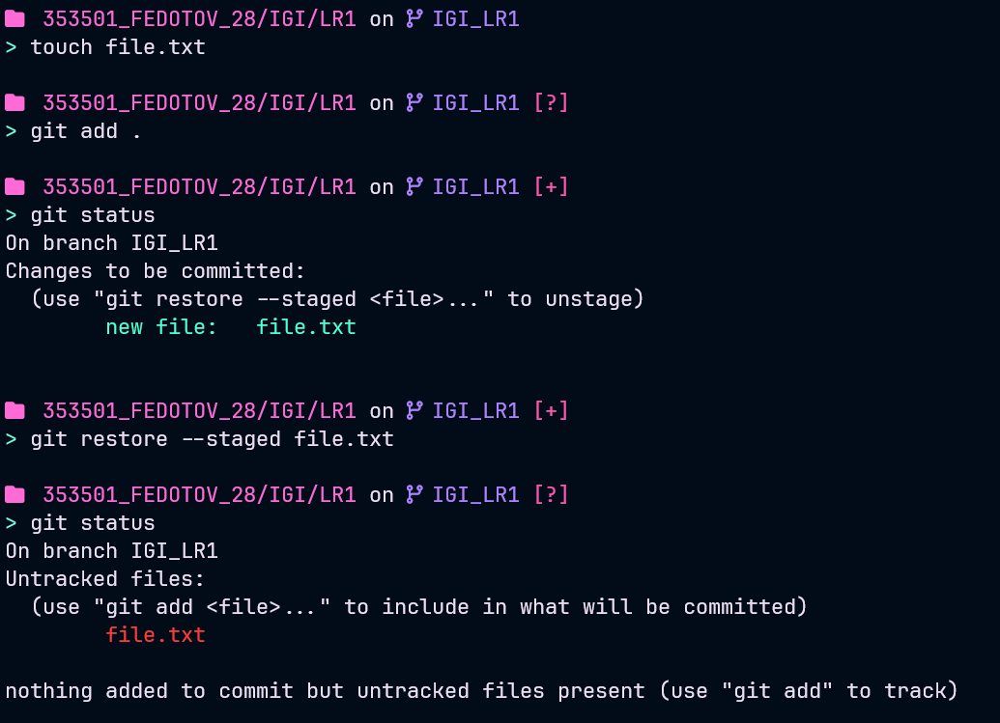 353501_FEDOTOV_28/IGI/LR1 on IGI_LR1
> touch file.txt
353501_FEDOTOV_28/IGI/LR1 on IGI_LR1 [?]
> git add .
353501_FEDOTOV_28/IGI/LR1 on IGI_LR1 [+]
> git status
On branch IGI_LR1
Changes to be committed:
  (use "git restore --staged <file>..." to unstage)
        new file:   file.txt
353501_FEDOTOV_28/IGI/LR1 on IGI_LR1 [+]
> git restore --staged file.txt
353501_FEDOTOV_28/IGI/LR1 on IGI_LR1 [?]
> git status
On branch IGI_LR1
Untracked files:
  (use "git add <file>..." to include in what will be committed)
        file.txt
nothing added to commit but untracked files present (use "git add" to track)